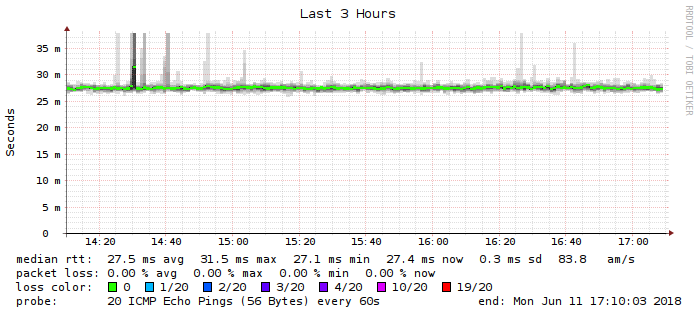 Last 3 Hours
RRDTOOL / TOBI OETIKER
Seconds
35 m
30 m
25 m
20 m
15 m
10 m
5 m
0
14:20 14:40 15:00 15:20 15:40 16:00 16:20 16:40 17:00
median rtt: 27.5 ms avg 31.5 ms max 27.1 ms min 27.4 ms now 0.3 ms sd 83.8 am/s
packet loss: 0.00 % avg 0.00 % max 0.00 % min 0.00 % now
loss color: 0 1/20 2/20 3/20 4/20 10/20 19/20
probe: 20 ICMP Echo Pings (56 Bytes) every 60s end: Mon Jun 11 17:10:03 2018